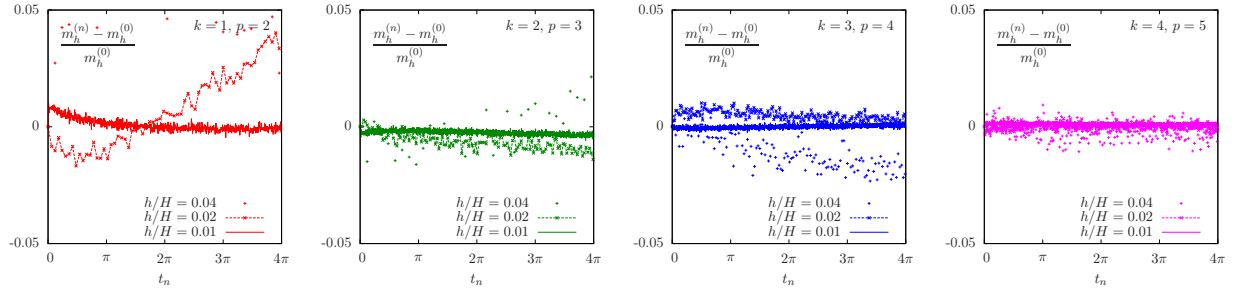 0.05
0
-0.05
(m_h^{(n)} − m_h^{(0)}) / m_h^{(0)}
k = 1, p = 2
h/H = 0.04
h/H = 0.02
h/H = 0.01
0 π 2π 3π 4π
t_n
0.05
0
-0.05
(m_h^{(n)} − m_h^{(0)}) / m_h^{(0)}
k = 2, p = 3
h/H = 0.04
h/H = 0.02
h/H = 0.01
0 π 2π 3π 4π
t_n
0.05
0
-0.05
(m_h^{(n)} − m_h^{(0)}) / m_h^{(0)}
k = 3, p = 4
h/H = 0.04
h/H = 0.02
h/H = 0.01
0 π 2π 3π 4π
t_n
0.05
0
-0.05
(m_h^{(n)} − m_h^{(0)}) / m_h^{(0)}
k = 4, p = 5
h/H = 0.04
h/H = 0.02
h/H = 0.01
0 π 2π 3π 4π
t_n